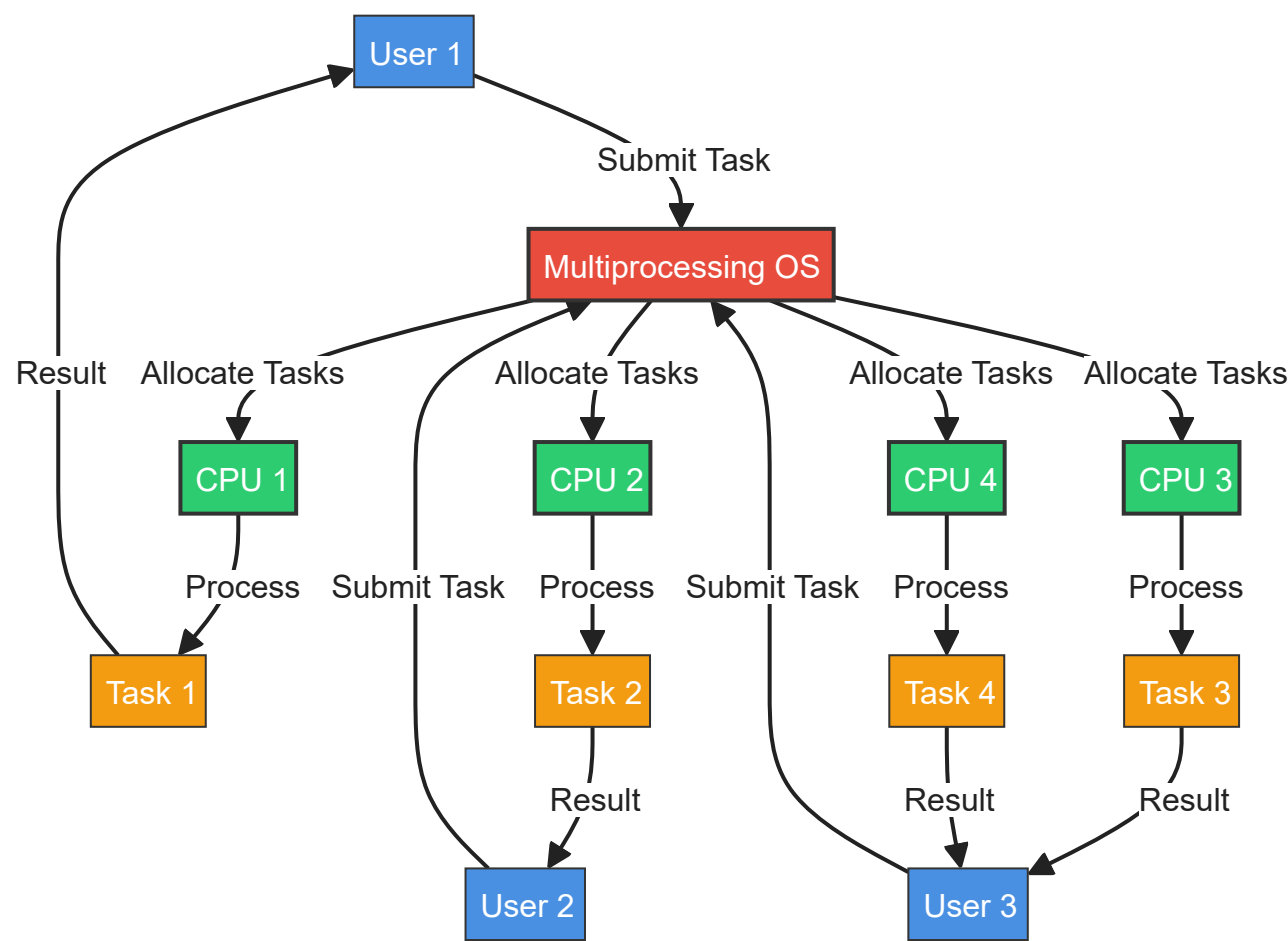 User 1
Submit Task
Multiprocessing OS
Result
Allocate Tasks
Allocate Tasks
Allocate Tasks
Allocate Tasks
CPU 1
CPU 2
CPU 4
CPU 3
Process
Submit Task
Process
Submit Task
Process
Process
Task 1
Task 2
Task 4
Task 3
Result
Result
Result
User 2
User 3